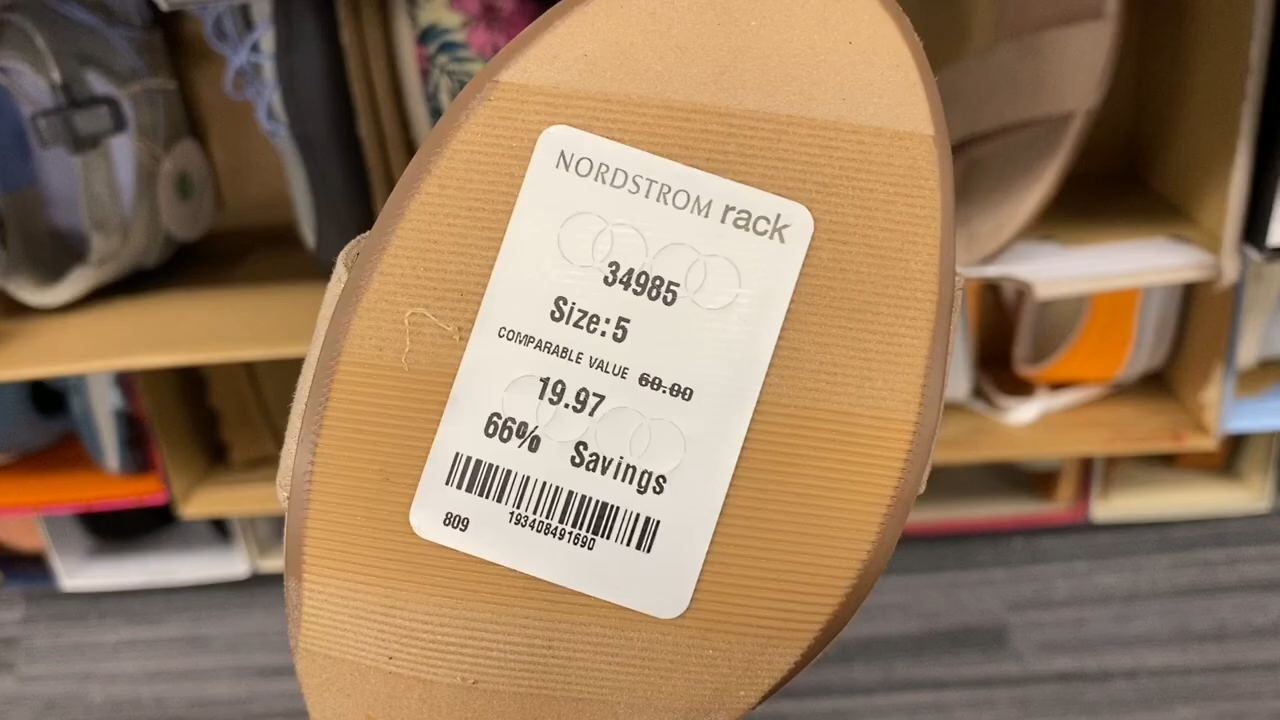 NORDSTROM rack
34985
Size:5
COMPARABLE VALUE 60.00
19.97
66% Savings
193408491690
809